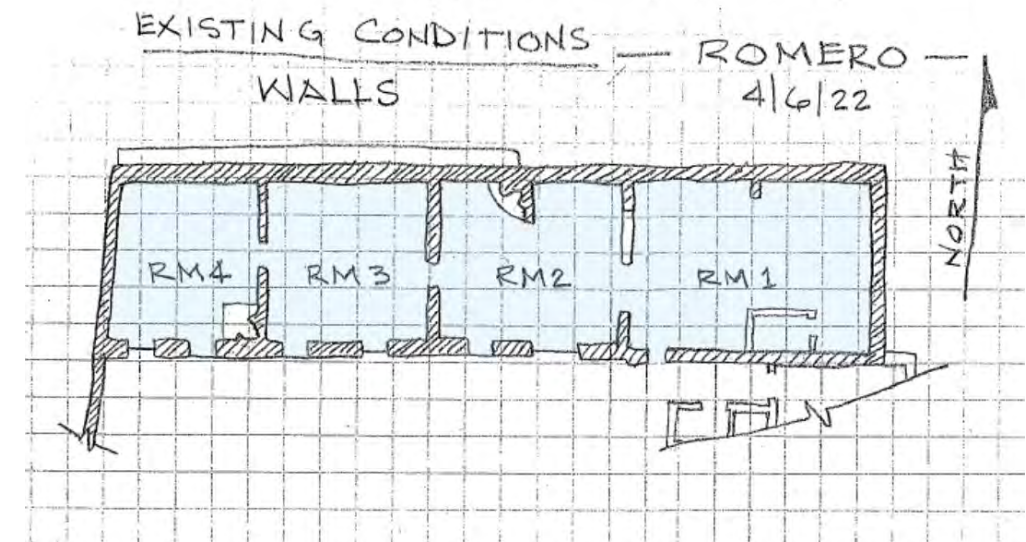 EXISTING CONDITIONS — ROMERO —
WALLS 4/6/22
NORTH
RM4 RM3 RM2 RM1